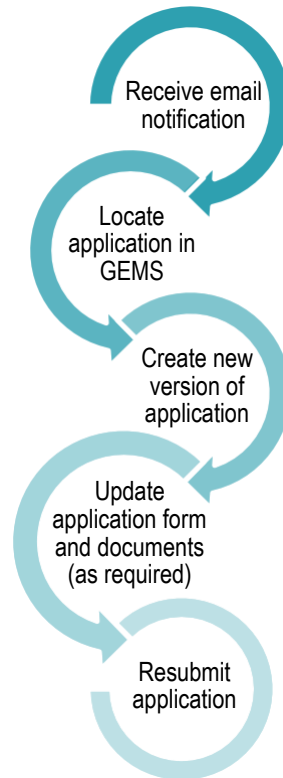 Receive email
notification
Locate
application in
GEMS
Create new
version of
application
Update
application form
and documents
(as required)
Resubmit
application